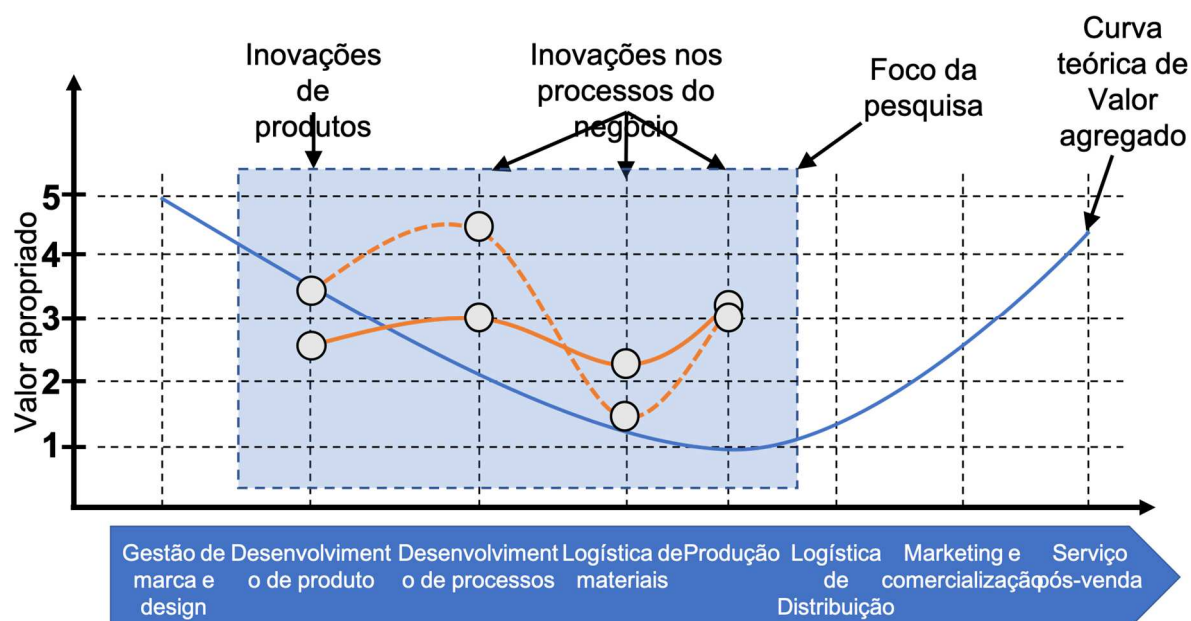 Inovações
de
produtos
Inovações nos
processos do
negócio
Foco da
pesquisa
Curva
teórica de
Valor
agregado
Valor apropriado
5
4
3
2
1
Gestão de
marca e
design
Desenvolviment
o de produto
Desenvolviment
o de processos
Logística de
materiais
Produção
Logística
de
Distribuição
Marketing e
comercialização
Serviço
pós-venda